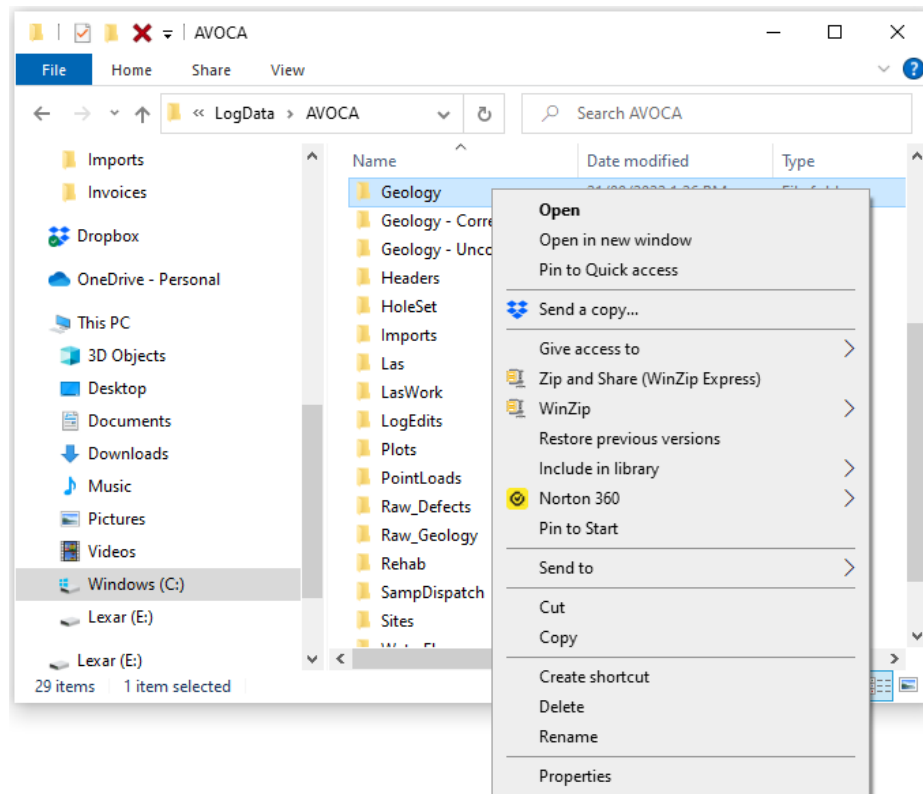 AVOCA
File Home Share View
« LogData > AVOCA
Search AVOCA
Imports
Invoices
Dropbox
OneDrive - Personal
This PC
3D Objects
Desktop
Documents
Downloads
Music
Pictures
Videos
Windows (C:)
Lexar (E:)
Lexar (E:)
Name Date modified Type
Geology
Geology - Corre
Geology - Unco
Headers
HoleSet
Imports
Las
LasWork
LogEdits
Plots
PointLoads
Raw_Defects
Raw_Geology
Rehab
SampDispatch
Sites
Open
Open in new window
Pin to Quick access
Send a copy...
Give access to
Zip and Share (WinZip Express)
WinZip
Restore previous versions
Include in library
Norton 360
Pin to Start
Send to
Cut
Copy
Create shortcut
Delete
Rename
Properties
29 items 1 item selected